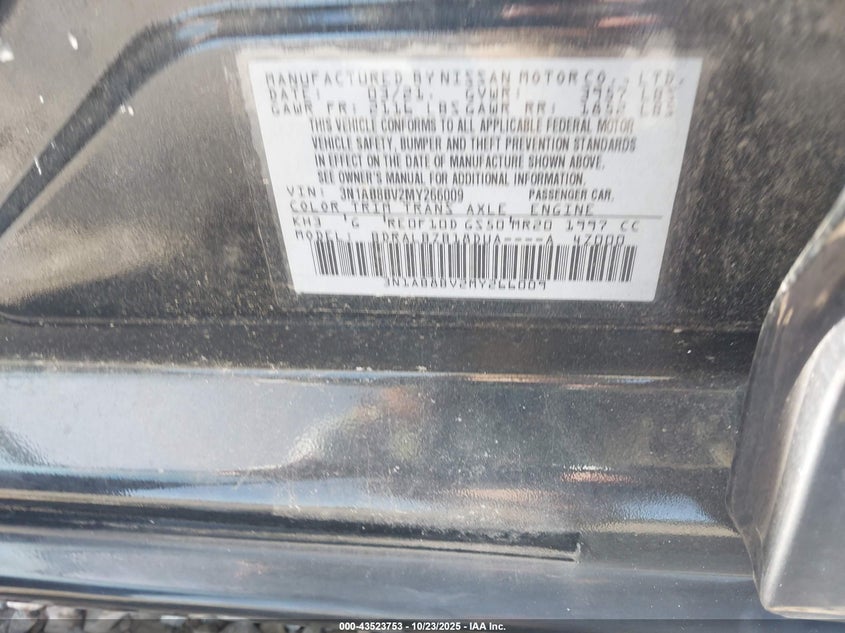 MANUFACTURED BY NISSAN MOTOR CO., LTD.
DATE: 03/21 GVWR:
GAWR FR: LBS GAWR RR: LBS
THIS VEHICLE CONFORMS TO ALL APPLICABLE FEDERAL MOTOR
VEHICLE SAFETY, BUMPER AND THEFT PREVENTION STANDARDS
IN EFFECT ON THE DATE OF MANUFACTURE SHOWN ABOVE.
SEE OWNER'S MANUAL FOR ADDITIONAL INFORMATION.
VIN: 3N1AB8BV2MY266009 PASSENGER CAR.
COLOR TRIM TRANS AXLE ENGINE
KH3 G RE0F10D GS50 MR20 1997 CC
MODEL: 47000
3N1AB8BV2MY266009
000-43523753 | 10/23/2025 | IAA Inc.